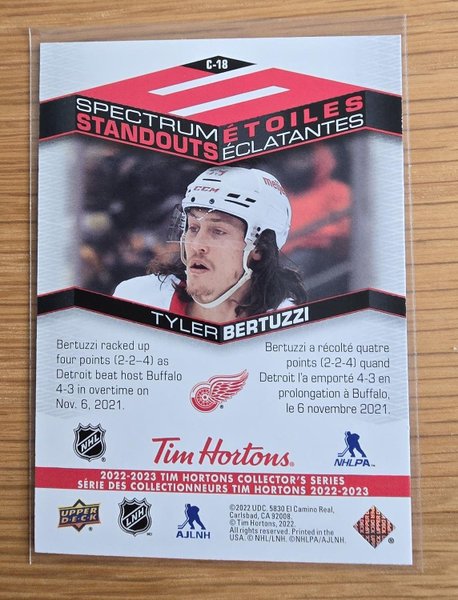 C-18
SPECTRUM
STANDOUTS
ÉTOILES
ÉCLATANTES
CCM
TYLER BERTUZZI
Bertuzzi racked up
four points (2-2–4) as
Detroit beat host Buffalo
4-3 in overtime on
Nov. 6, 2021.
Bertuzzi a récolté quatre
points (2-2–4) quand
Detroit l'a emporté 4-3 en
prolongation à Buffalo,
le 6 novembre 2021.
NHL
Tim Hortons®
NHLPA™
2022-2023 TIM HORTONS COLLECTOR'S SERIES
SÉRIE DES COLLECTIONNEURS TIM HORTONS 2022-2023
UPPER
DECK
LNH
AJLNH
©2022 UDC. 5830 El Camino Real,
Carlsbad, CA 92008.
© Tim Hortons, 2022.
All rights reserved. Printed in the
USA. © NHL/LNH. ©NHLPA/AJLNH.